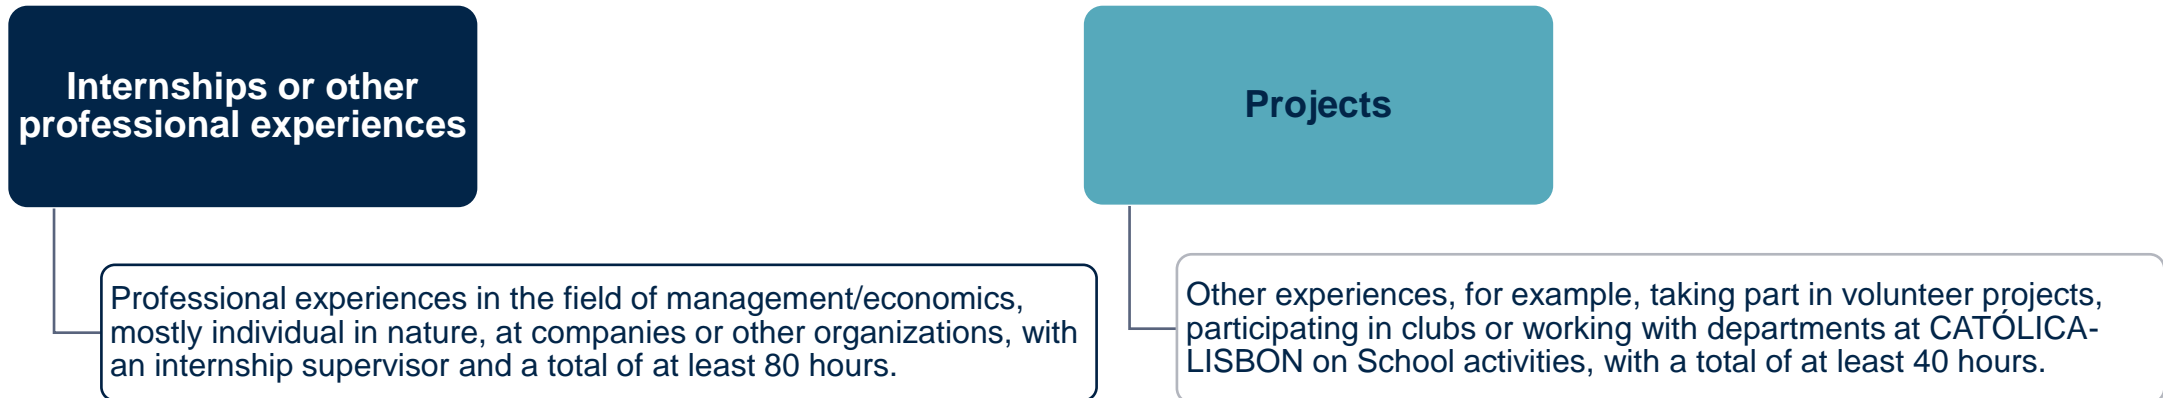 Internships or other
professional experiences
Professional experiences in the field of management/economics,
mostly individual in nature, at companies or other organizations, with
an internship supervisor and a total of at least 80 hours.
Projects
Other experiences, for example, taking part in volunteer projects,
participating in clubs or working with departments at CATÓLICA-
LISBON on School activities, with a total of at least 40 hours.